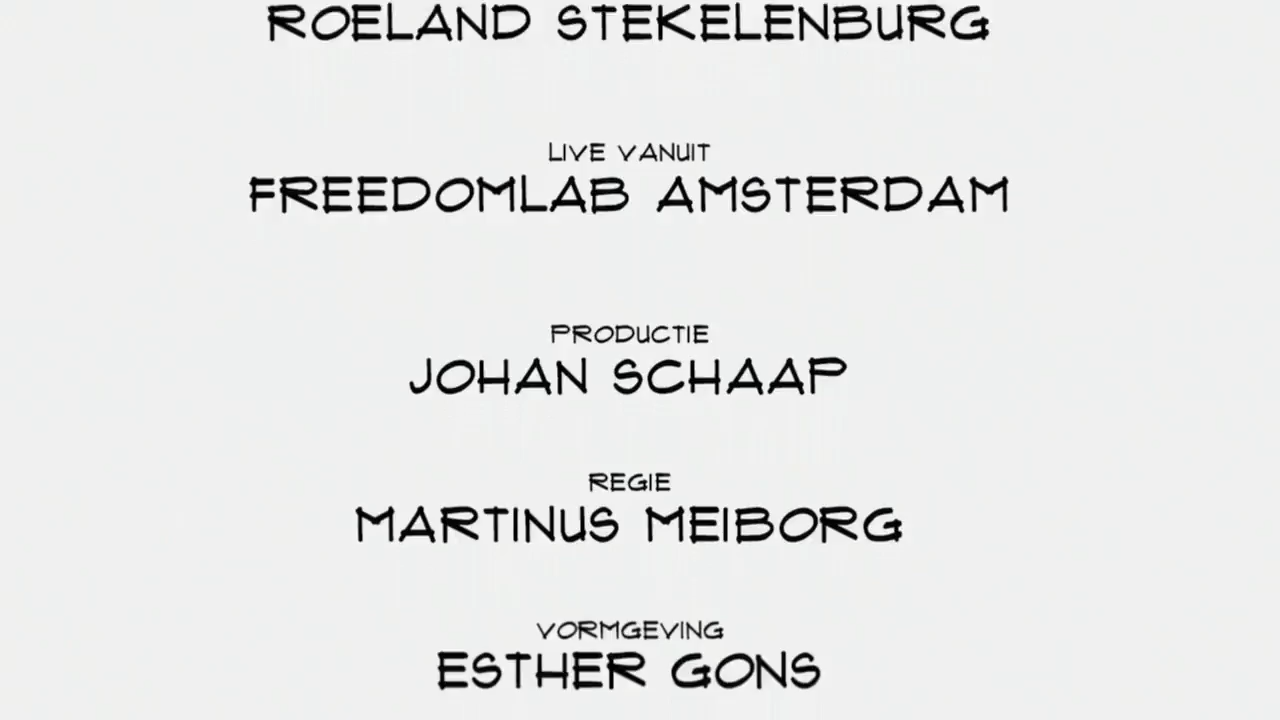 ROELAND STEKELENBURG
LIVE VANUIT
FREEDOMLAB AMSTERDAM
PRODUCTIE
JOHAN SCHAAP
REGIE
MARTINUS MEIBORG
VORMGEVING
ESTHER GONS